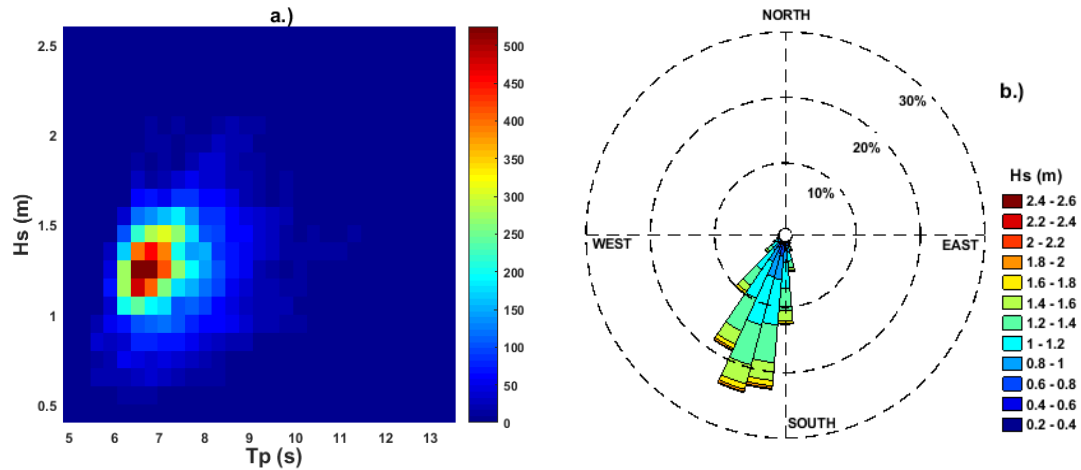 a.)
Hs (m)
2.5
2
1.5
1
0.5
5 6 7 8 9 10 11 12 13
Tp (s)
500
450
400
350
300
250
200
150
100
50
0
b.)
NORTH
30%
20%
10%
WEST
EAST
SOUTH
Hs (m)
2.4 - 2.6
2.2 - 2.4
2 - 2.2
1.8 - 2
1.6 - 1.8
1.4 - 1.6
1.2 - 1.4
1 - 1.2
0.8 - 1
0.6 - 0.8
0.4 - 0.6
0.2 - 0.4